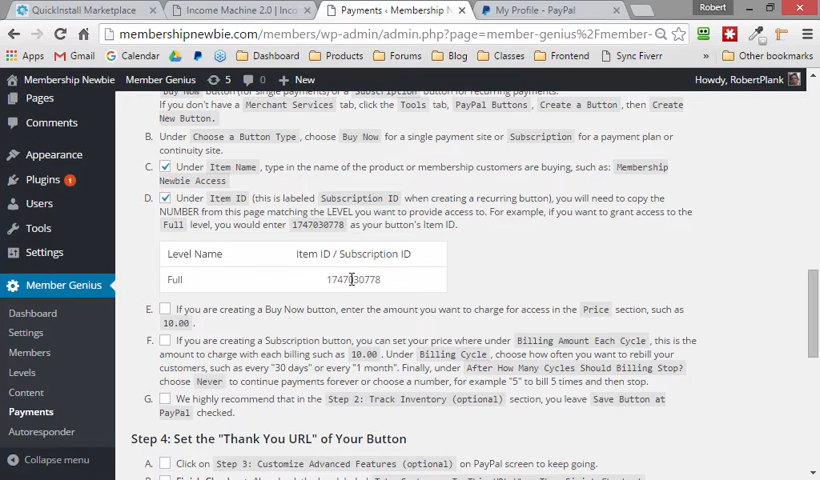 QuickInstall Marketplace
Income Machine 2.0 | Inco
Payments ‹ Membership N
My Profile - PayPal
Robert
membershipnewbie.com/members/wp-admin/admin.php?page=member-genius%2Fmember-
Apps
Gmail
Calendar
Dashboard
Products
Forums
Blog
Classes
Frontend
Sync Fiverr
Other bookmarks
Membership Newbie
Member Genius
5
0
New
Howdy, RobertPlank
Pages
Comments
Appearance
Plugins 1
Users
Tools
Settings
Member Genius
Dashboard
Settings
Members
Levels
Content
Payments
Autoresponder
Collapse menu
Buy Now button (for single payments) or a Subscription button for recurring payments.
If you don't have a Merchant Services tab, click the Tools tab, PayPal Buttons, Create a Button, then Create
New Button.
B. Under Choose a Button Type, choose Buy Now for a single payment site or Subscription for a payment plan or
continuity site.
C. Under Item Name, type in the name of the product or membership customers are buying, such as: Membership
Newbie Access
D. Under Item ID (this is labeled Subscription ID when creating a recurring button), you will need to copy the
NUMBER from this page matching the LEVEL you want to provide access to. For example, if you want to grant access to the
Full level, you would enter 1747030778 as your button's Item ID.
Level Name Item ID / Subscription ID
Full 1747030778
E. If you are creating a Buy Now button, enter the amount you want to charge for access in the Price section, such as
10.00.
F. If you are creating a Subscription button, you can set your price where under Billing Amount Each Cycle, this is the
amount to charge with each billing such as 10.00. Under Billing Cycle, choose how often you want to rebill your
customers, such as every "30 days" or every "1 month". Finally, under After How Many Cycles Should Billing Stop?
choose Never to continue payments forever or choose a number, for example "5" to bill 5 times and then stop.
G. We highly recommend that in the Step 2: Track Inventory (optional) section, you leave Save Button at
PayPal checked.
Step 4: Set the "Thank You URL" of Your Button
A. Click on Step 3: Customize Advanced Features (optional) on PayPal screen to keep going.